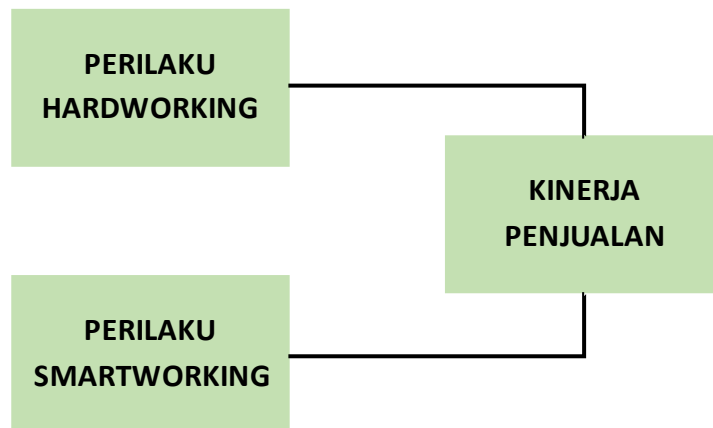 PERILAKU
HARDWORKING
KINERJA
PENJUALAN
PERILAKU
SMARTWORKING